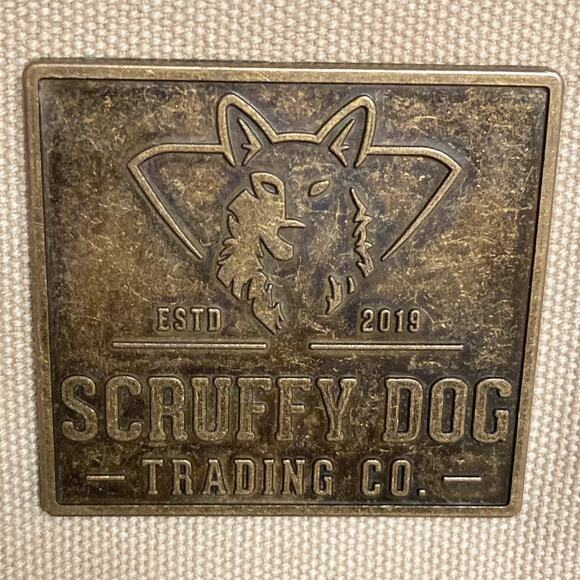 ESTD 2019
SCRUFFY DOG
— TRADING CO. —